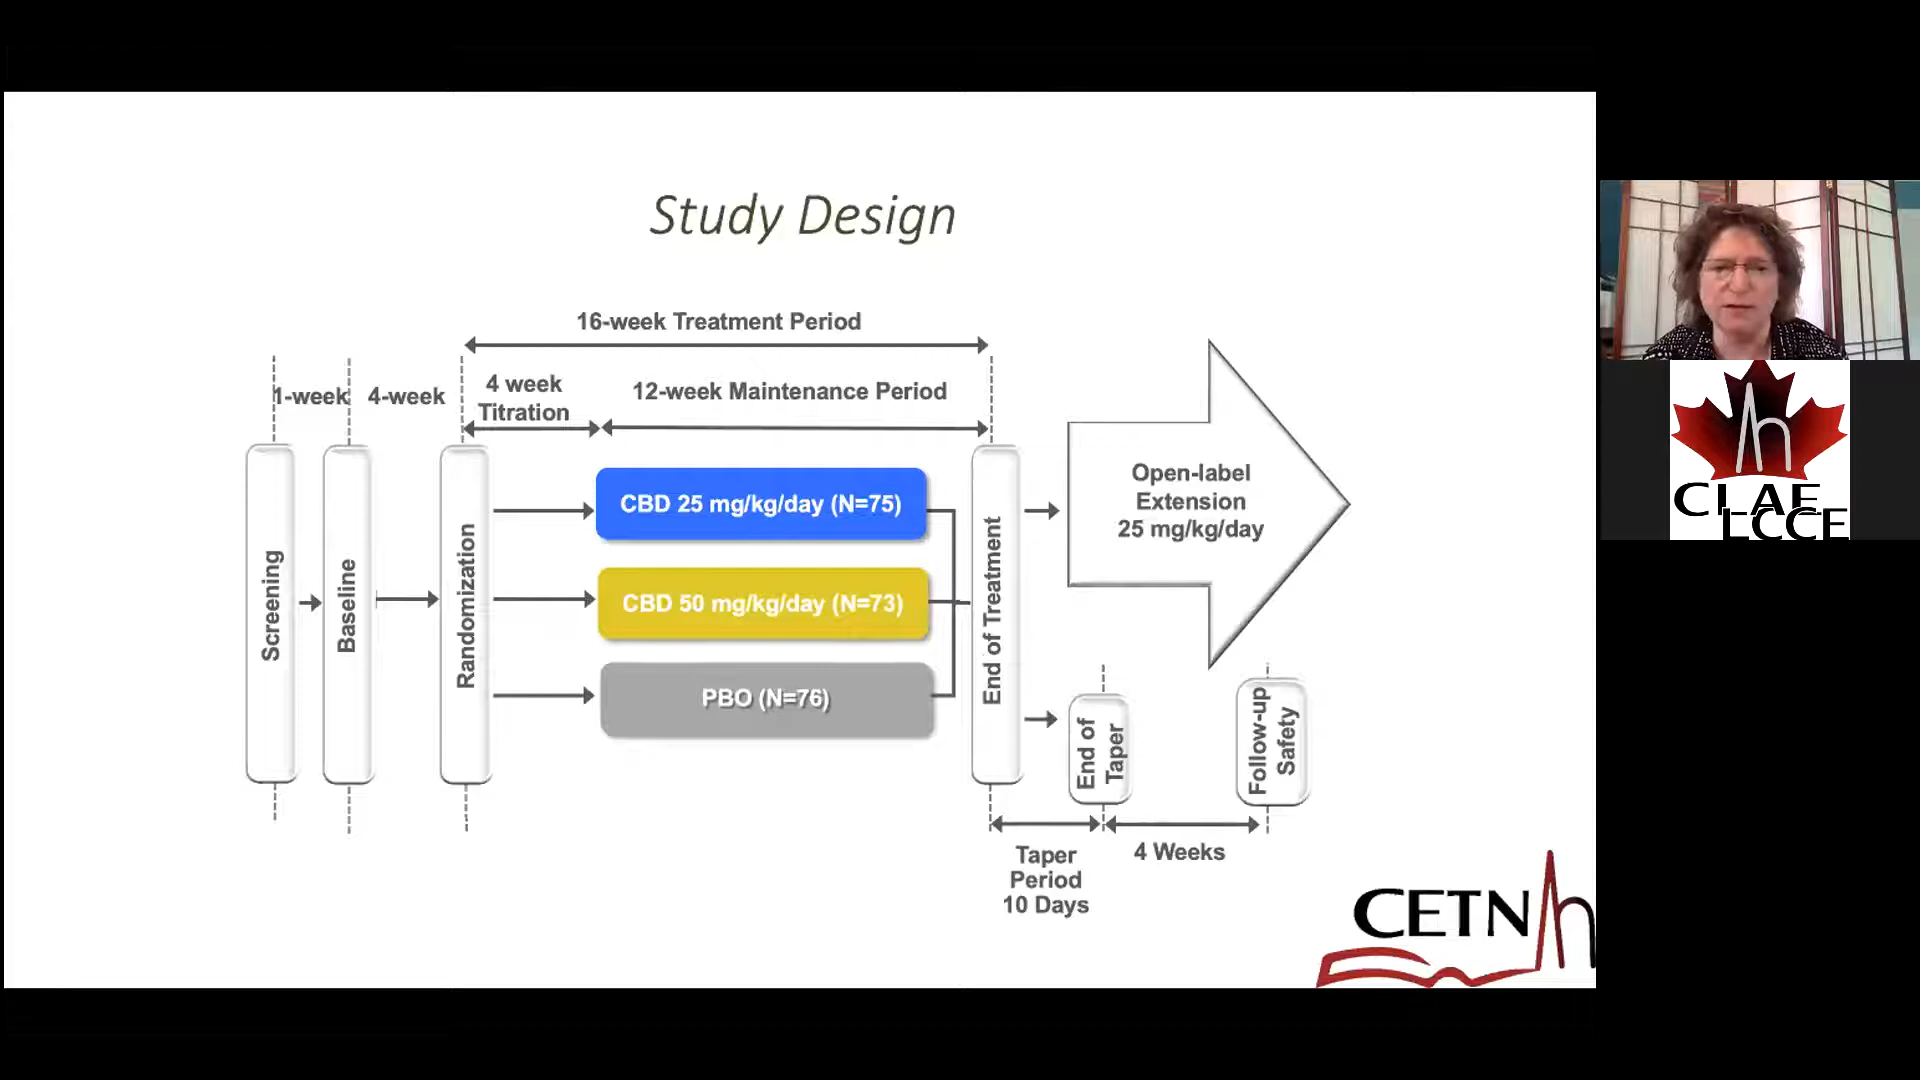 Study Design
16-week Treatment Period
1-week
4-week
4 week
Titration
12-week Maintenance Period
Screening
Baseline
Randomization
CBD 25 mg/kg/day (N=75)
CBD 50 mg/kg/day (N=73)
PBO (N=76)
End of Treatment
Open-label
Extension
25 mg/kg/day
End of
Taper
Follow-up
Safety
Taper
Period
10 Days
4 Weeks
CETN
CLAE
LCCE